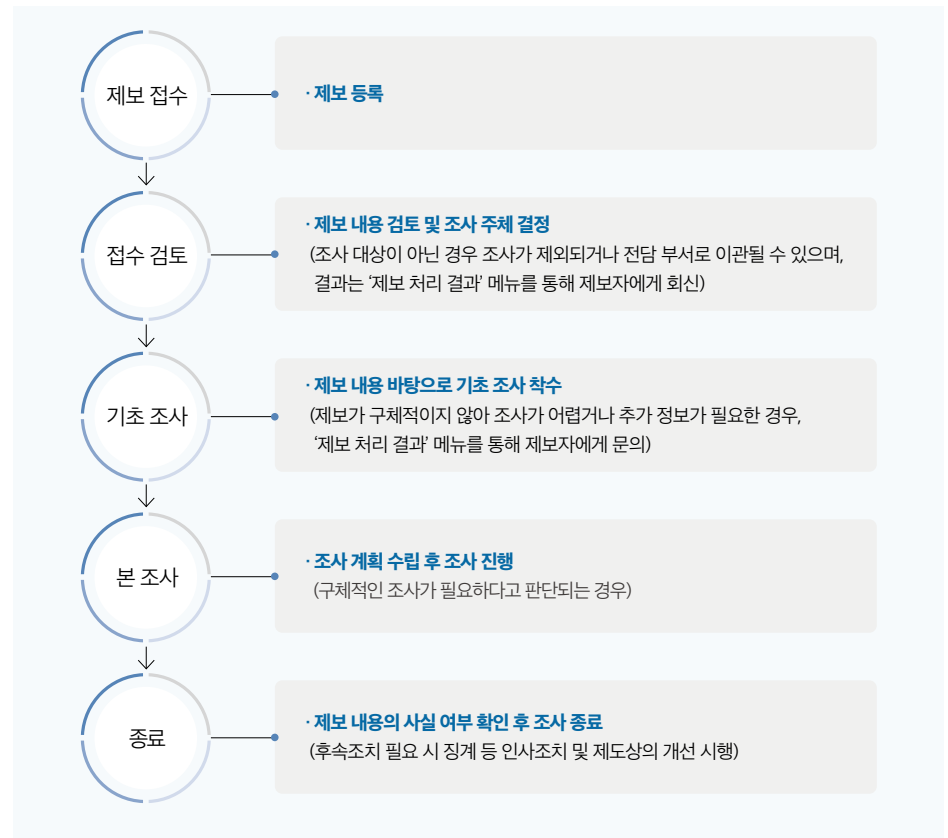 제보 접수
· 제보 등록
접수 검토
· 제보 내용 검토 및 조사 주체 결정
(조사 대상이 아닌 경우 조사가 제외되거나 전담 부서로 이관될 수 있으며,
결과는 ‘제보 처리 결과’ 메뉴를 통해 제보자에게 회신)
기초 조사
· 제보 내용 바탕으로 기초 조사 착수
(제보가 구체적이지 않아 조사가 어렵거나 추가 정보가 필요한 경우,
‘제보 처리 결과’ 메뉴를 통해 제보자에게 문의)
본 조사
· 조사 계획 수립 후 조사 진행
(구체적인 조사가 필요하다고 판단되는 경우)
종료
· 제보 내용의 사실 여부 확인 후 조사 종료
(후속조치 필요 시 징계 등 인사조치 및 제도상의 개선 시행)